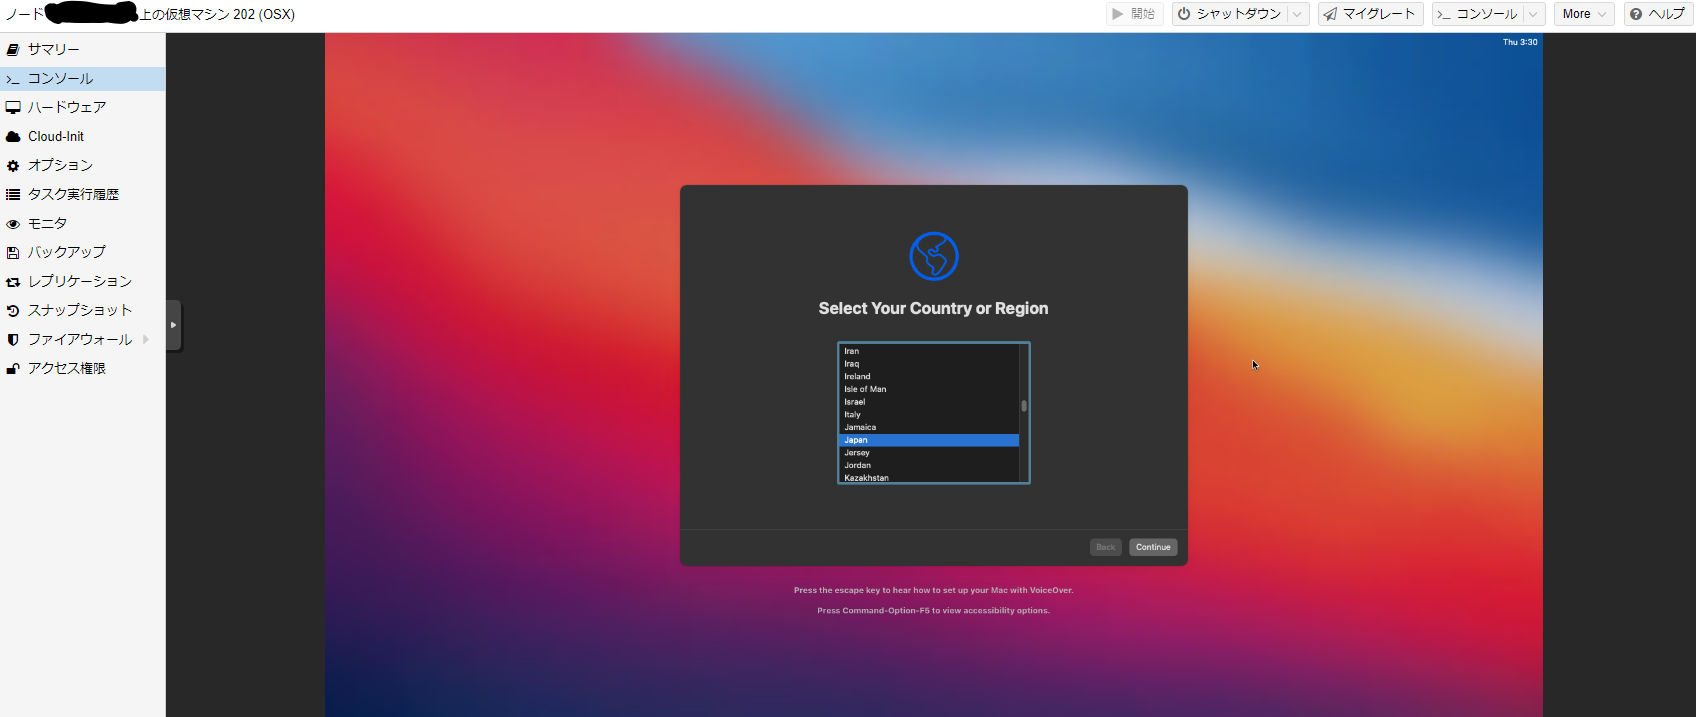 ノード
上の仮想マシン 202 (OSX)
開始
シャットダウン
マイグレート
コンソール
More
ヘルプ
サマリー
コンソール
ハードウェア
Cloud-Init
オプション
タスク実行履歴
モニタ
バックアップ
レプリケーション
スナップショット
ファイアウォール
アクセス権限
Thu 3:30
Select Your Country or Region
Iran
Iraq
Ireland
Isle of Man
Israel
Italy
Jamaica
Japan
Jersey
Jordan
Kazakhstan
Back
Continue
Press the escape key to hear how to set up your Mac with VoiceOver.
Press Command-Option-F5 to view accessibility options.